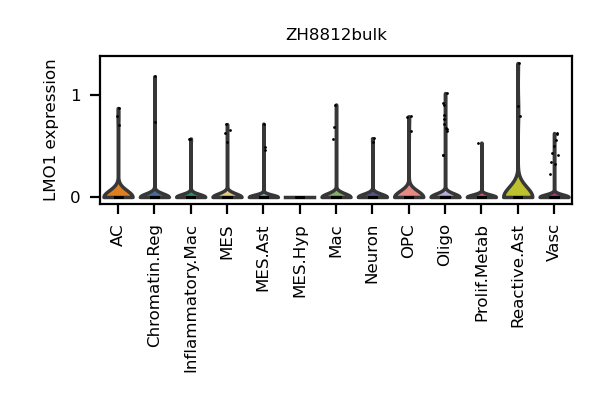 ZH8812bulk
LMO1 expression
1
0
AC
Chromatin.Reg
Inflammatory.Mac
MES
MES.Ast
MES.Hyp
Mac
Neuron
OPC
Oligo
Prolif.Metab
Reactive.Ast
Vasc